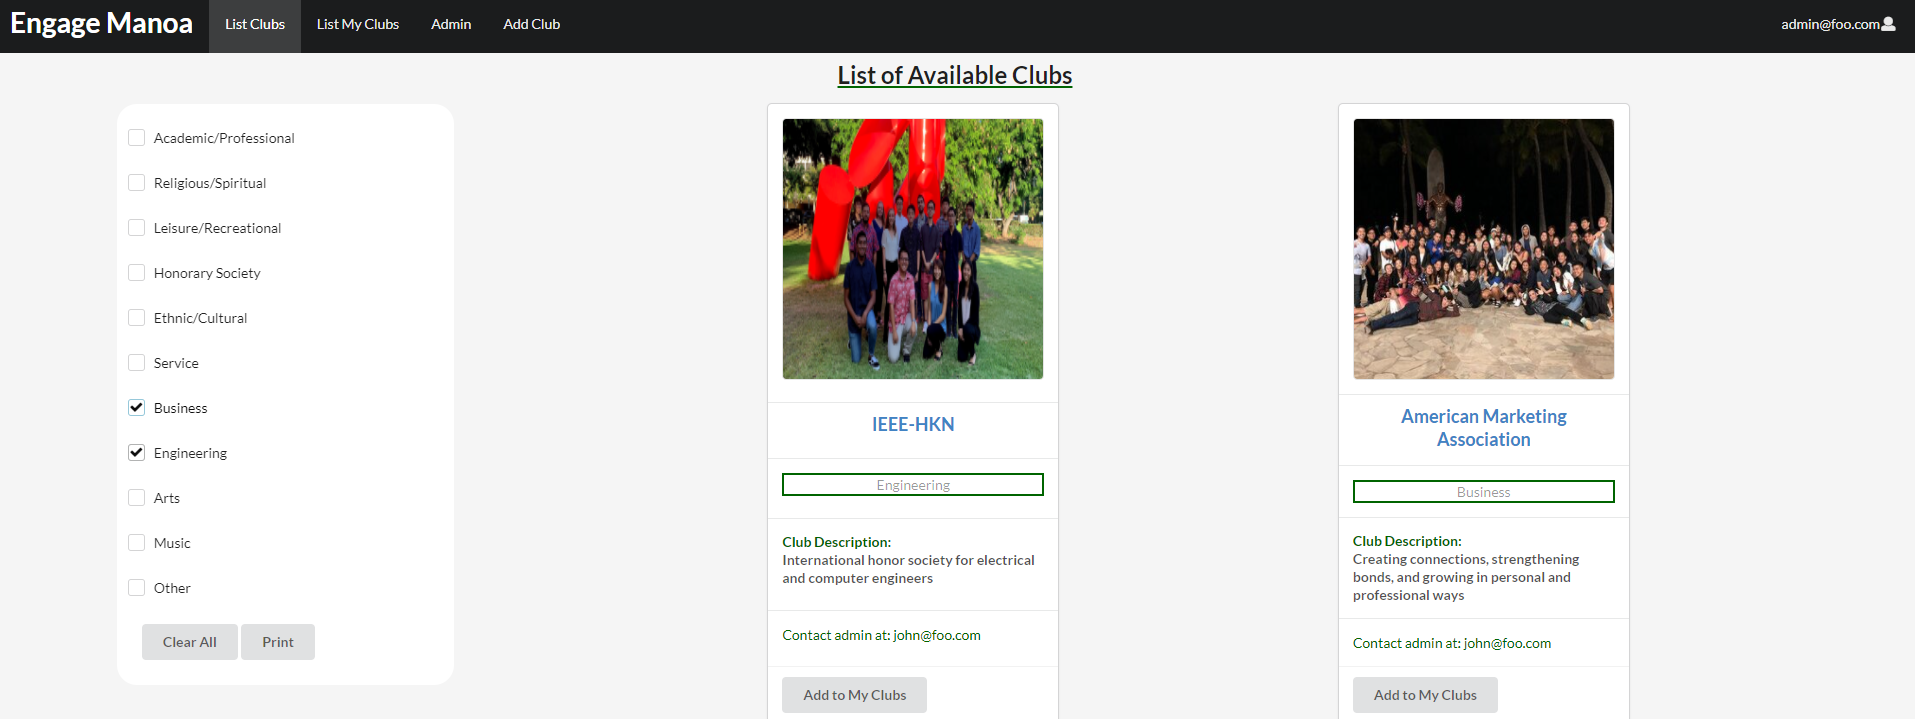 Engage Manoa
List Clubs
List My Clubs
Admin
Add Club
admin@foo.com
List of Available Clubs
Academic/Professional
Religious/Spiritual
Leisure/Recreational
Honorary Society
Ethnic/Cultural
Service
Business
Engineering
Arts
Music
Other
Clear All
Print
IEEE-HKN
Engineering
Club Description:
International honor society for electrical
and computer engineers
Contact admin at: john@foo.com
Add to My Clubs
American Marketing
Association
Business
Club Description:
Creating connections, strengthening
bonds, and growing in personal and
professional ways
Contact admin at: john@foo.com
Add to My Clubs